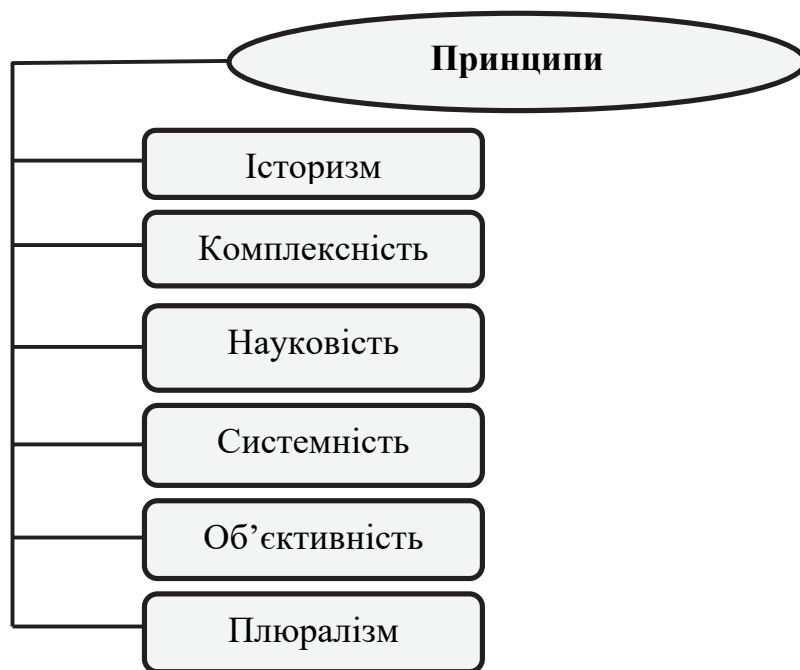 Принципи
Історизм
Комплексність
Науковість
Системність
Об’єктивність
Плюралізм